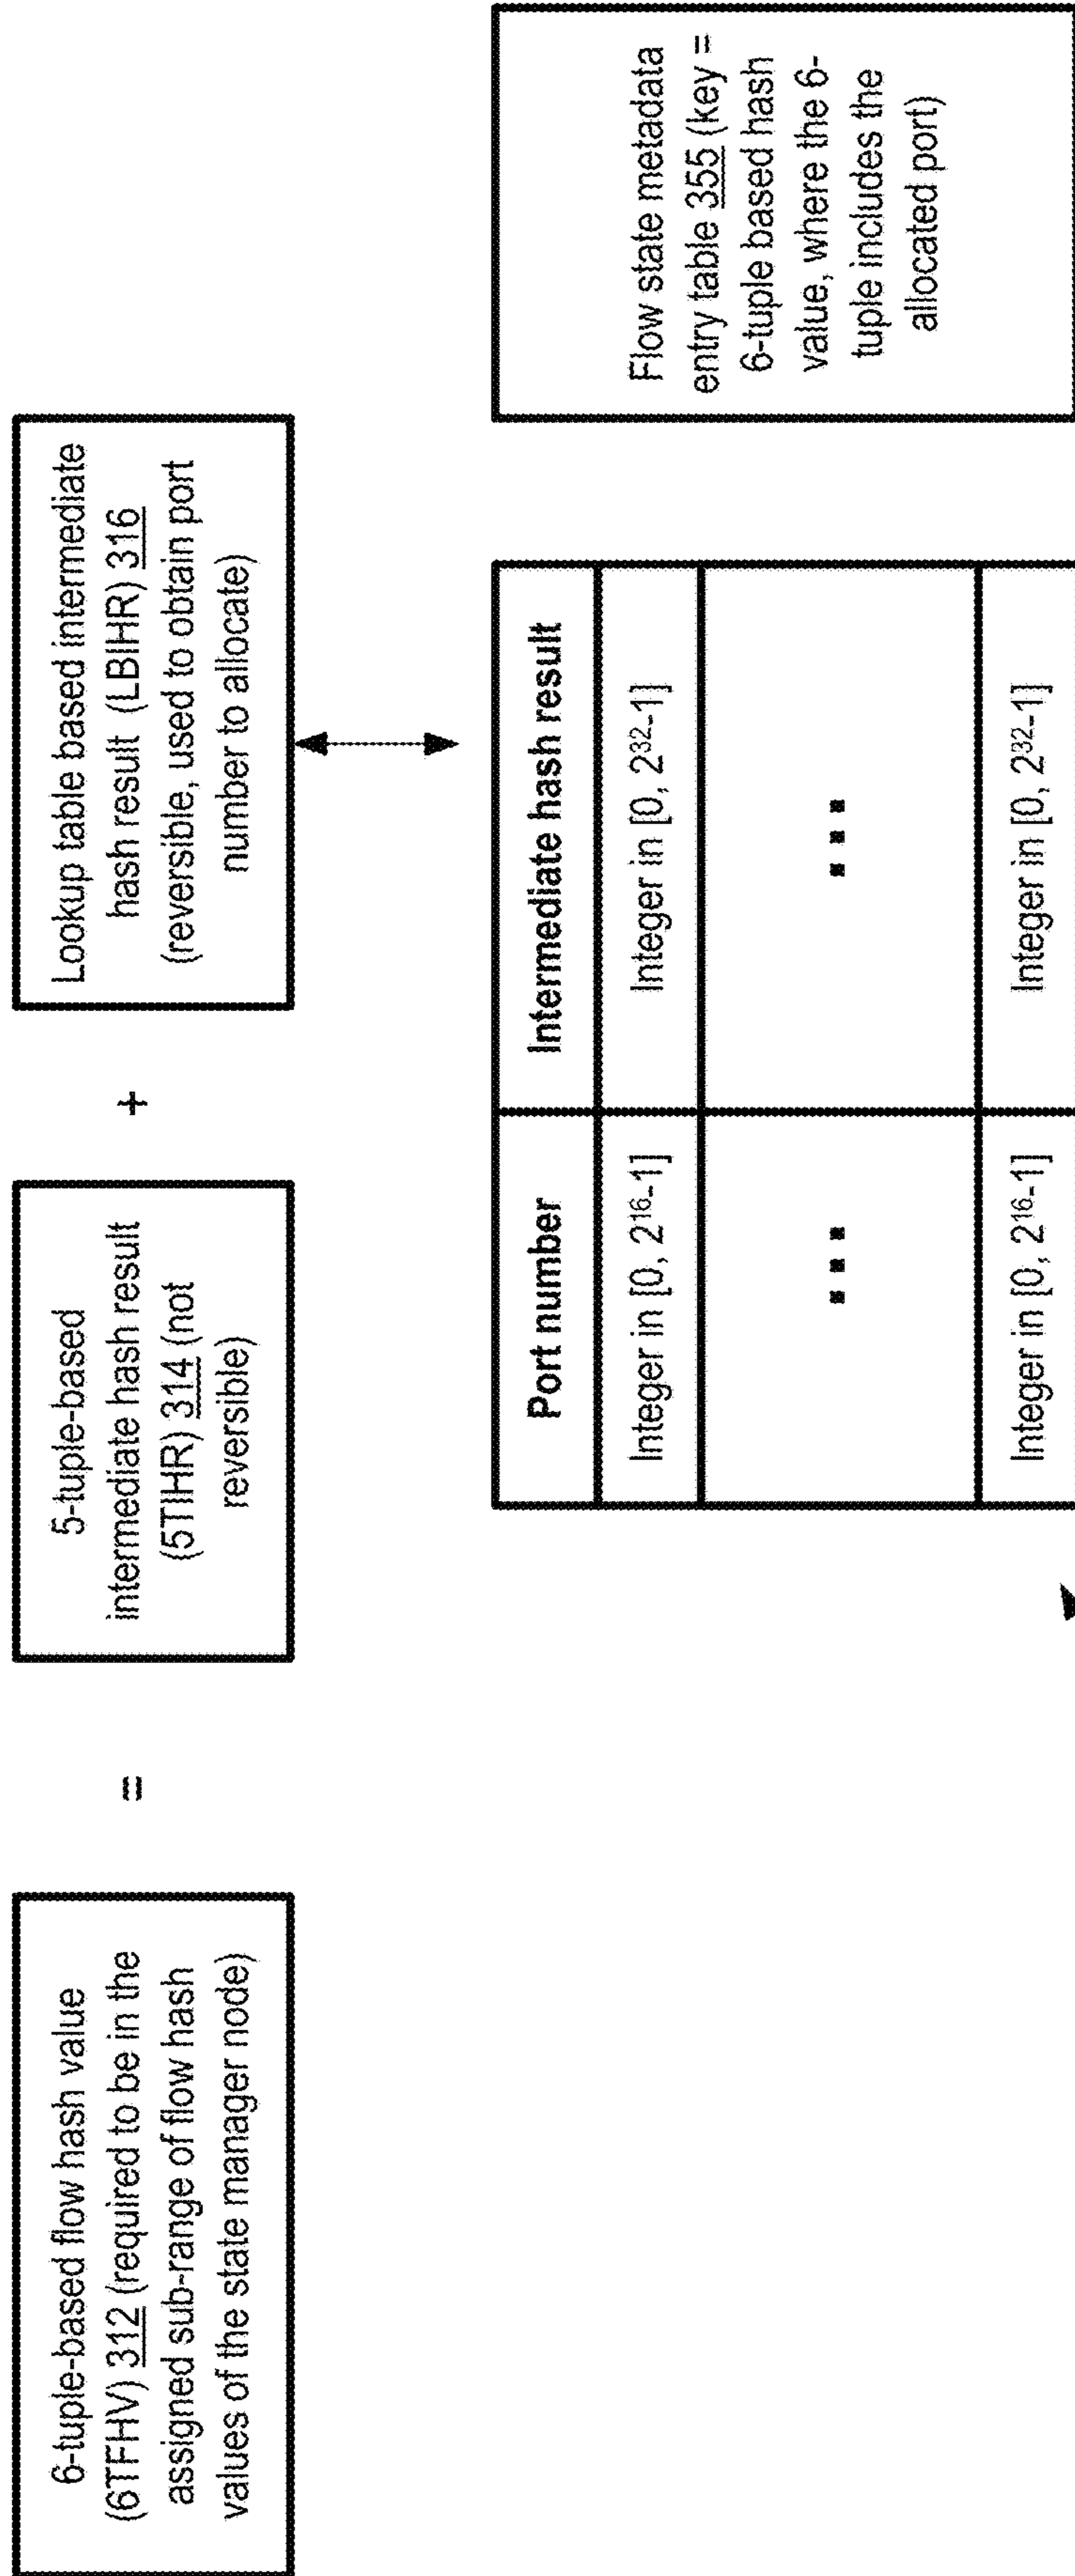 6-tuple-based flow hash value
(6TFHV) 312 (required to be in the
assigned sub-range of flow hash
values of the state manager node)
=
5-tuple-based
intermediate hash result
(5TIHR) 314 (not
reversible)
+
Lookup table based intermediate
hash result (LBIHR) 316
(reversible, used to obtain port
number to allocate)
Port number
Intermediate hash result
Integer in [0, 2¹⁶-1]
Integer in [0, 2³²-1]
...
...
Integer in [0, 2¹⁶-1]
Integer in [0, 2³²-1]
Flow state metadata
entry table 355 (key =
6-tuple based hash
value, where the 6-
tuple includes the
allocated port)